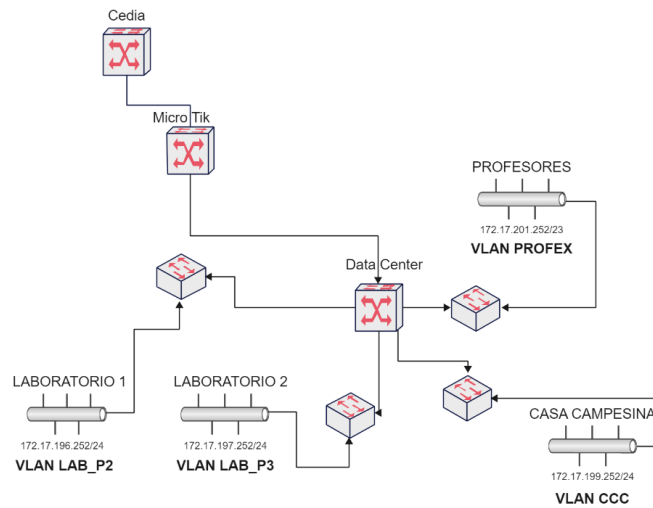 Cedia
Micro Tik
PROFESORES
172.17.201.252/23
VLAN PROFEX
Data Center
LABORATORIO 1
172.17.196.252/24
VLAN LAB_P2
LABORATORIO 2
172.17.197.252/24
VLAN LAB_P3
CASA CAMPESINA
172.17.199.252/24
VLAN CCC